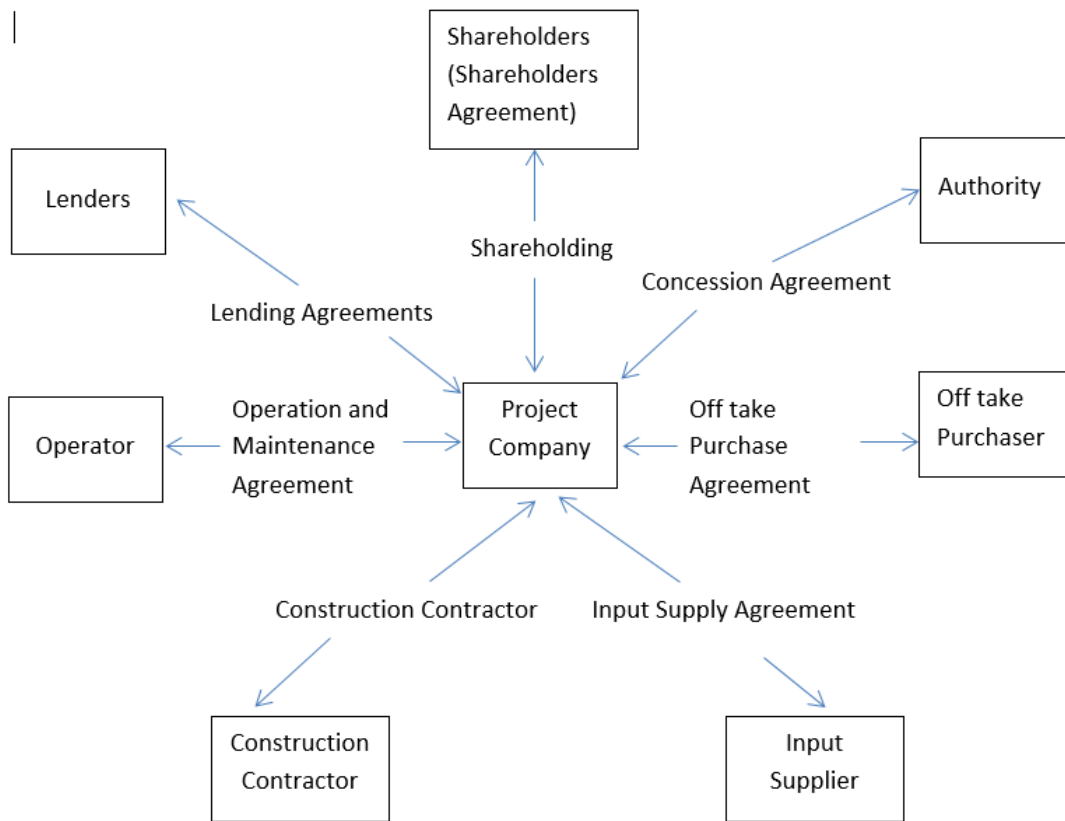 Shareholders
(Shareholders
Agreement)
Lenders
Authority
Shareholding
Concession Agreement
Lending Agreements
Operator
Operation and
Maintenance
Agreement
Project
Company
Off take
Purchase
Agreement
Off take
Purchaser
Construction Contractor
Input Supply Agreement
Construction
Contractor
Input
Supplier